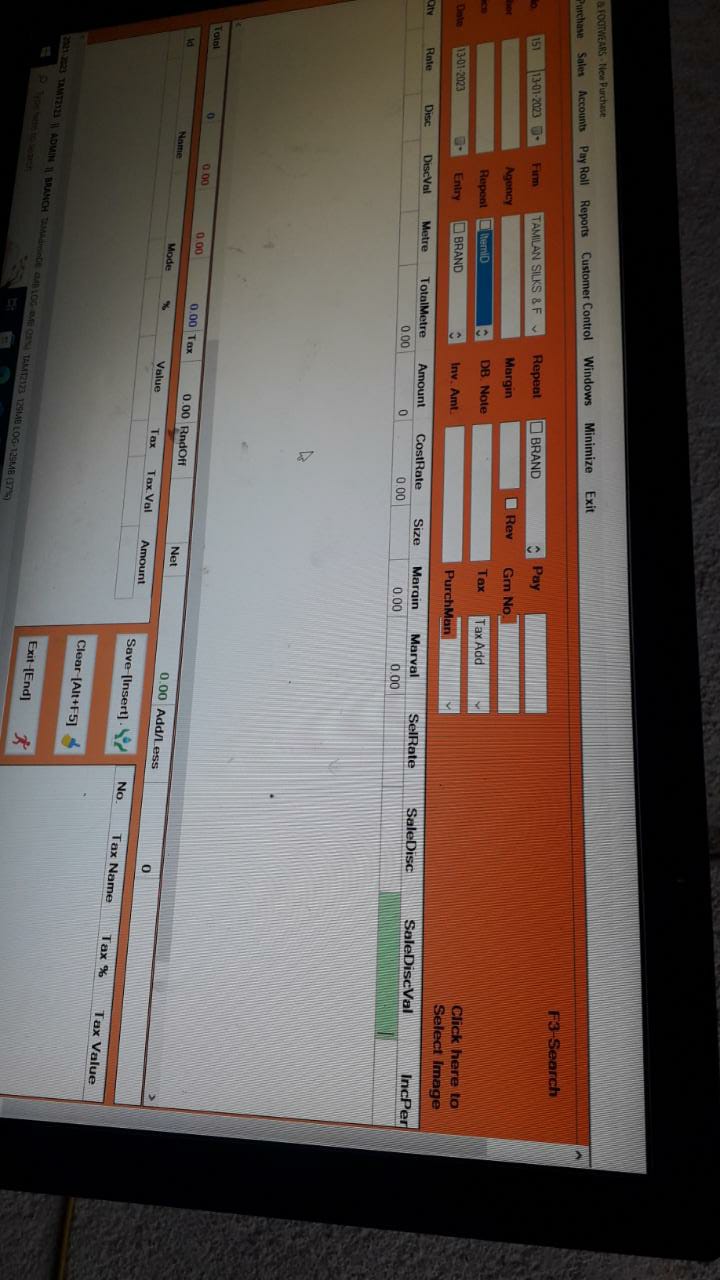 & FOOTWEARS - New Purchase
Purchase Sales Accounts Pay Roll Reports Customer Control Windows Minimize Exit
F3-Search
No. 151 13-01-2023 Firm TAMILAN SILKS & F Repeat BRAND Pay
Agency Margin Rev Grn No.
Repeat ItemID DB. Note Tax Tax Add
Date 13-01-2023 Entry BRAND Inv. Amt. PurchMan
Click here to
Select Image
Qty Rate Disc DiscVal Metre TotalMetre Amount CostRate Size Margin Marval SelRate SaleDisc SaleDiscVal IncPer
0.00 0 0.00 0.00 0.00
Total 0 0.00 0.00 0.00 Tax 0.00 RndOff Net 0.00 Add/Less 0
Id Name Mode % Value Tax Tax.Val Amount
Save-[Insert] .
Clear-[Alt+F5]
Exit-[End]
No. Tax Name Tax % Tax Value
2021-2023 TAMT2123 || ADMIN || BRANCH TAMAdminDB: 4MB LOG-4MB (28%) TAMT2123 129MB LOG-129MB (37%)
Type here to search